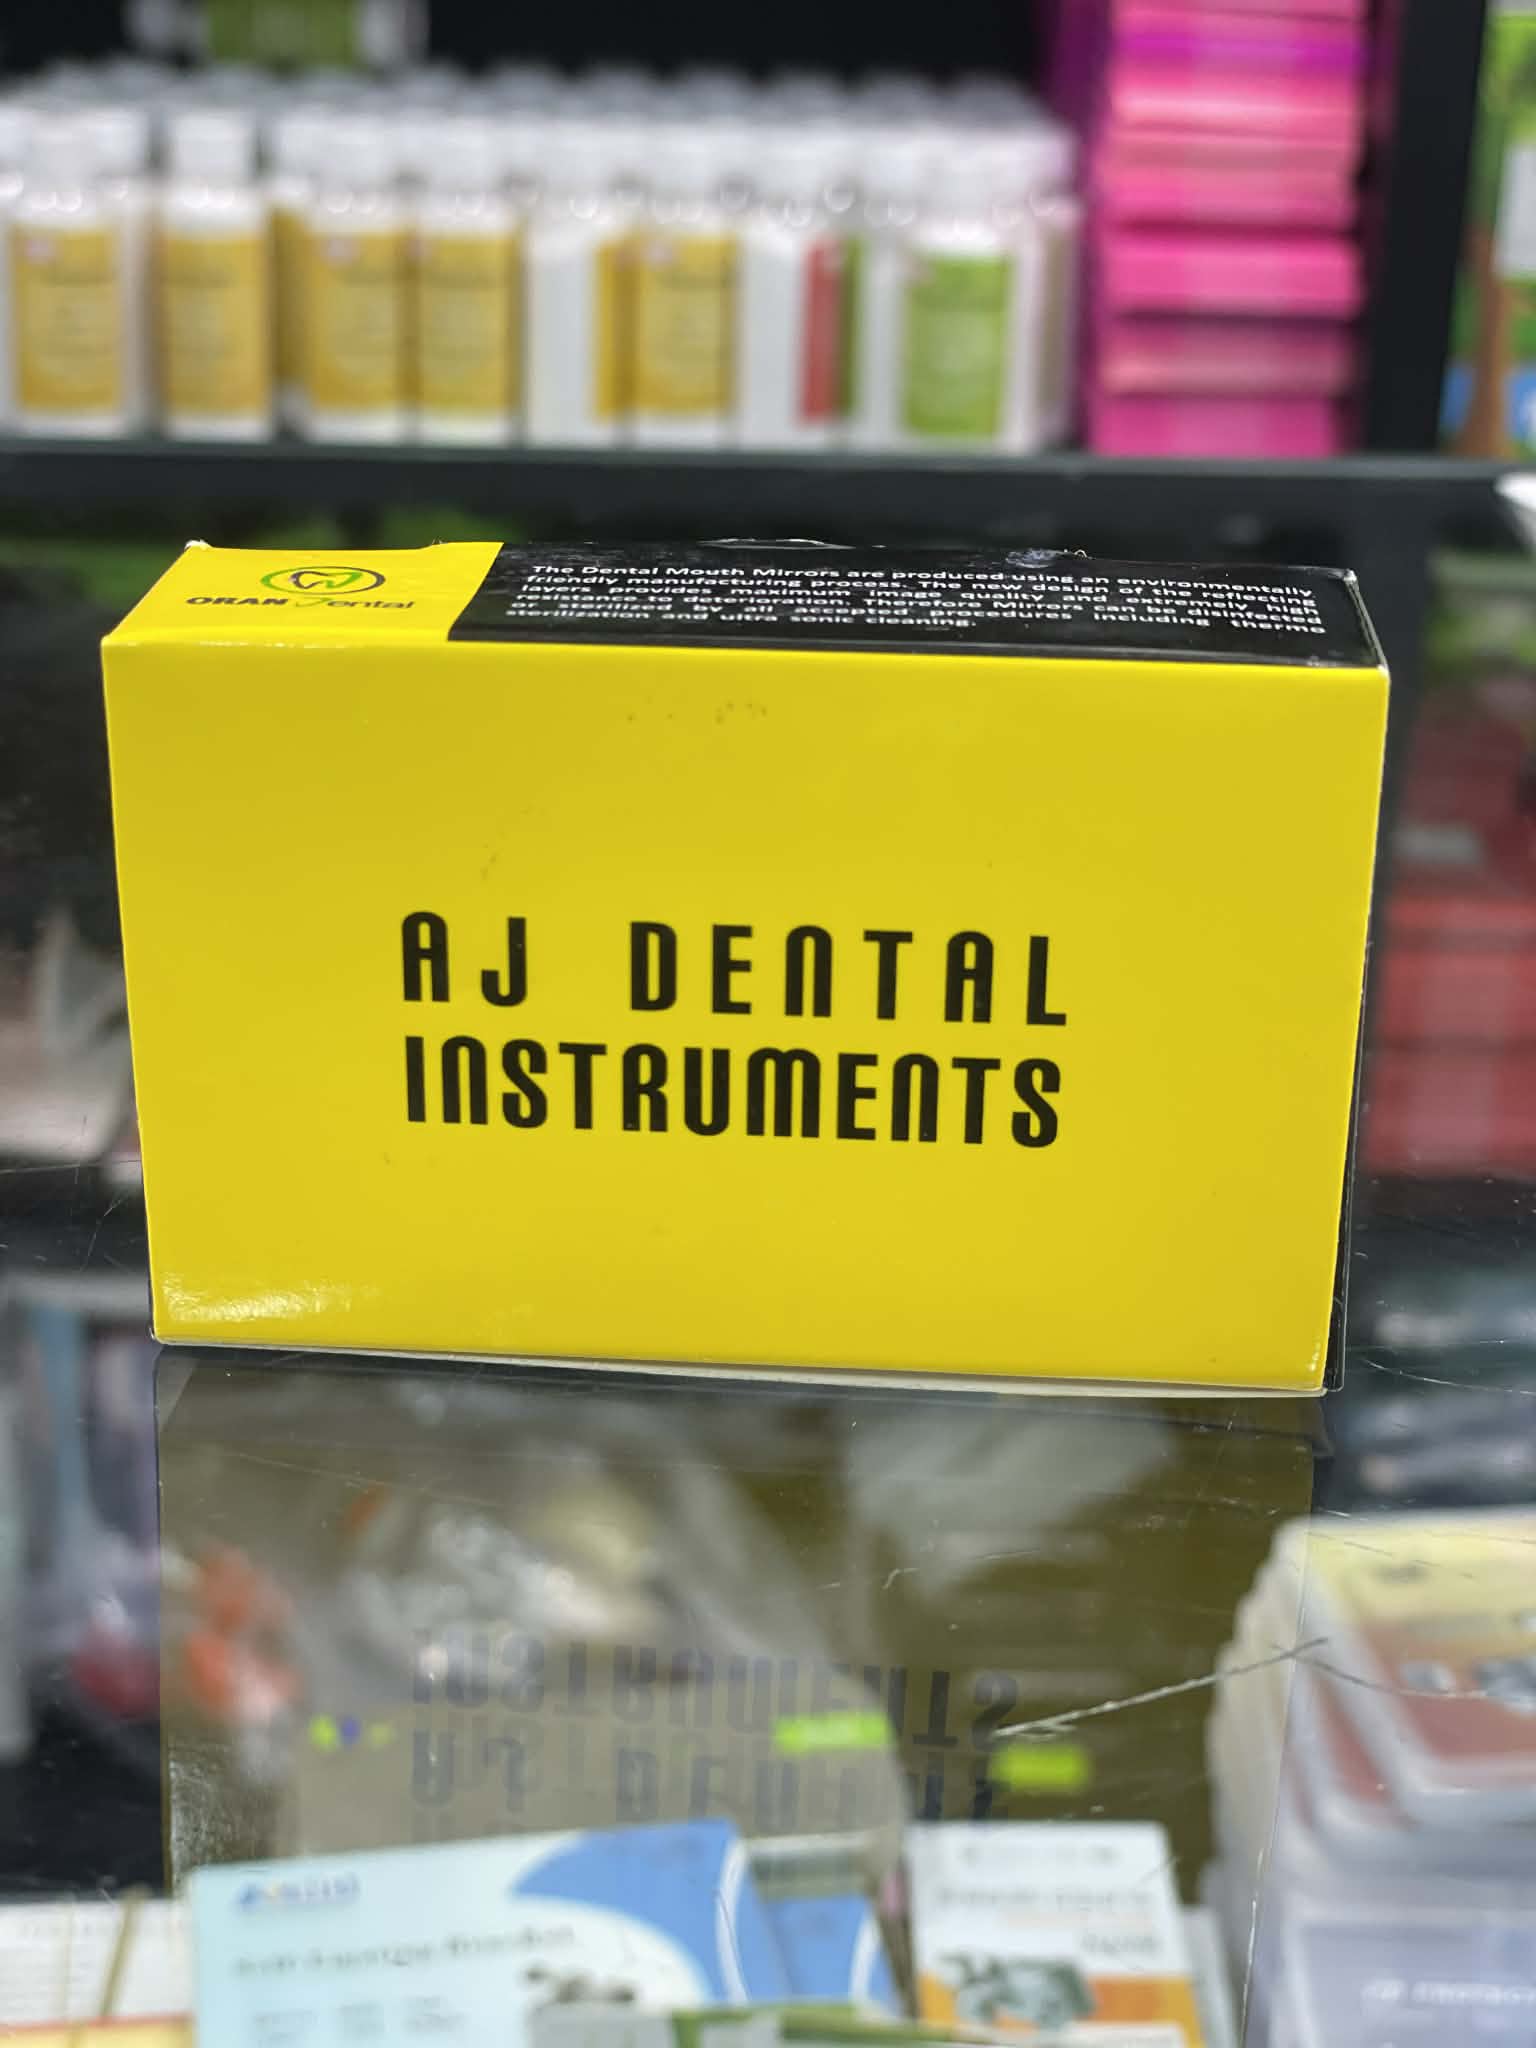 ORAN Dental
The Dental Mouth Mirrors are produced using an environmentally
friendly manufacturing process. The new design of the reflecting
layers provides maximum image quality and extremely high
resistance to deterioration. Therefore Mirrors can be disinfected
or sterilized by all accepted procedures including thermo
sterilization and ultra sonic cleaning.
AJ DENTAL
INSTRUMENTS